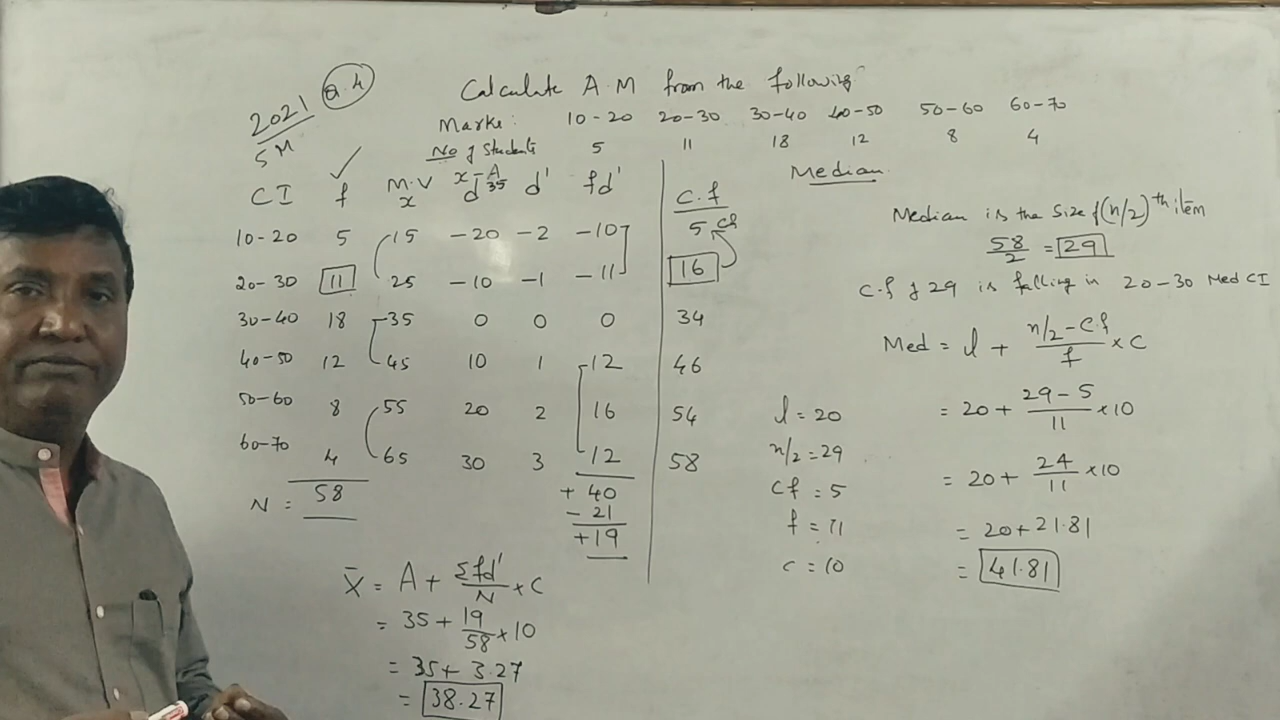 2021 Q.4
5M
Calculate A.M from the following
Marks: 10-20 20-30 30-40 40-50 50-60 60-70
No of Students 5 11 18 12 8 4
CI f M.V x x-A d 35 d' fd' c.f
10-20 5 15 -20 -2 -10 5 cf
20-30 11 25 -10 -1 -11 16
30-40 18 35 0 0 0 34
40-50 12 45 10 1 12 46
50-60 8 55 20 2 16 54
60-70 4 65 30 3 12 58
N = 58
+ 40
- 21
+19
X̄ = A + Σfd'/N × C
= 35 + 19/58 × 10
= 35 + 3.27
= 38.27
Median
Median is the size of (n/2)th item
58/2 = 29
C.f of 29 is falling in 20-30 Med CI
Med = l + n/2 - C.f/f × C
= 20 + 29 - 5/11 × 10
= 20 + 24/11 × 10
= 20 + 21.81
= 41.81
l = 20
n/2 = 29
Cf = 5
f = 11
c = 10